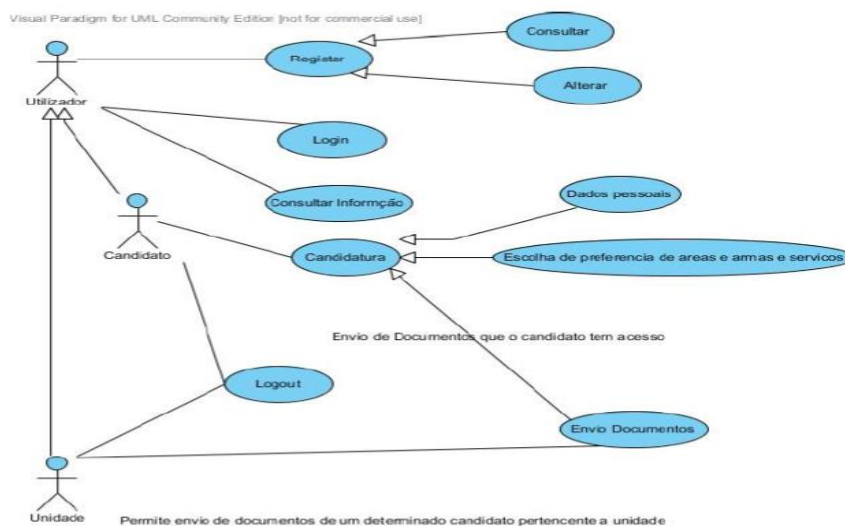 Visual Paradigm for UML Community Edition [not for commercial use]
Consultar
Registar
Alterar
Utilizador
Login
Dados pessoais
Consultar Informção
Candidato
Candidatura
Escolha de preferencia de areas e armas e servicos
Envio de Documentos que o candidato tem acesso
Logout
Envio Documentos
Unidade
Permite envio de documentos de um determinado candidato pertencente a unidade